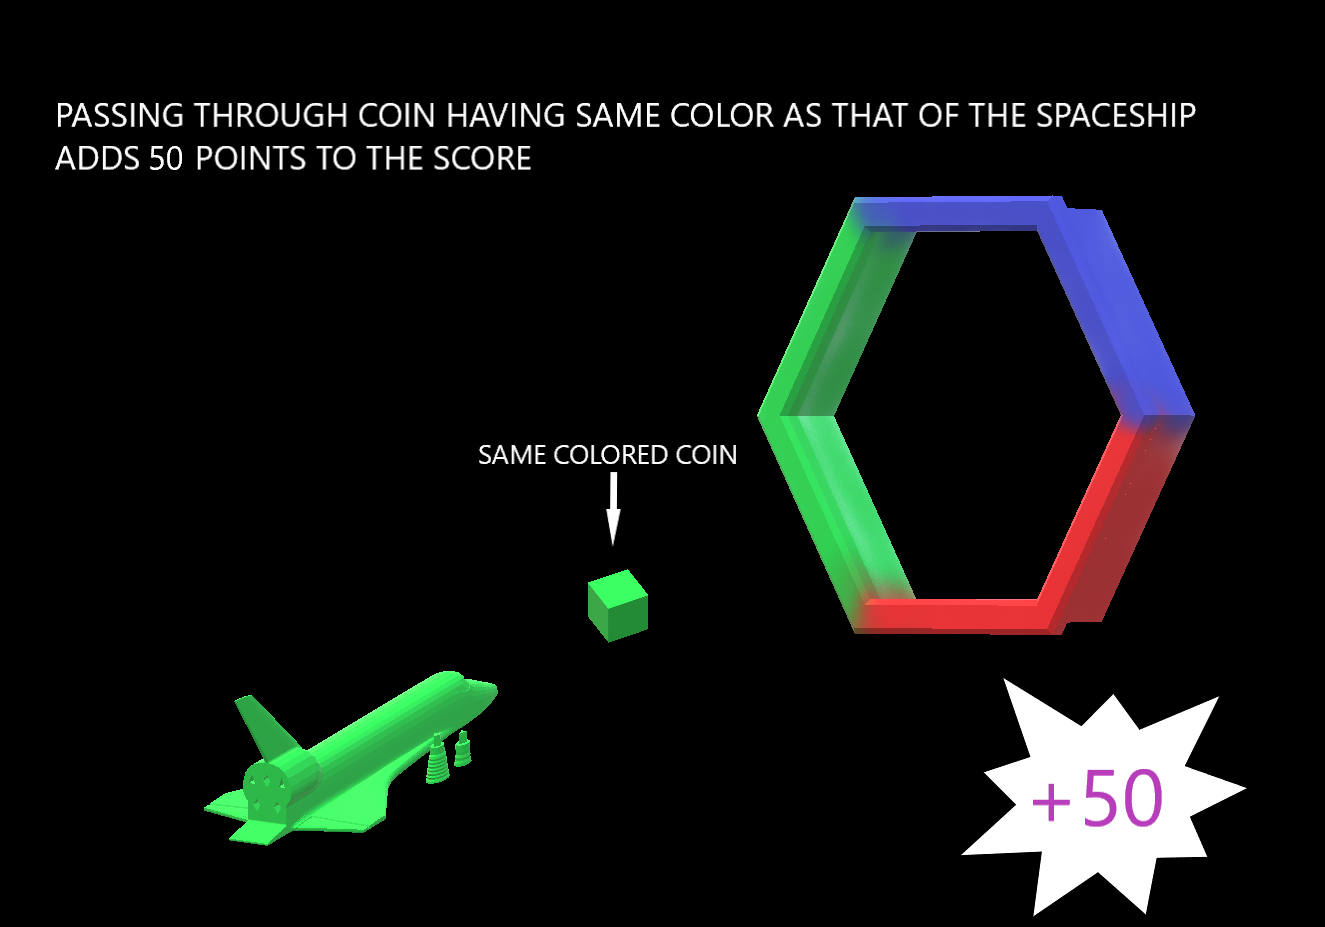 PASSING THROUGH COIN HAVING SAME COLOR AS THAT OF THE SPACESHIP
ADDS 50 POINTS TO THE SCORE
SAME COLORED COIN
+50